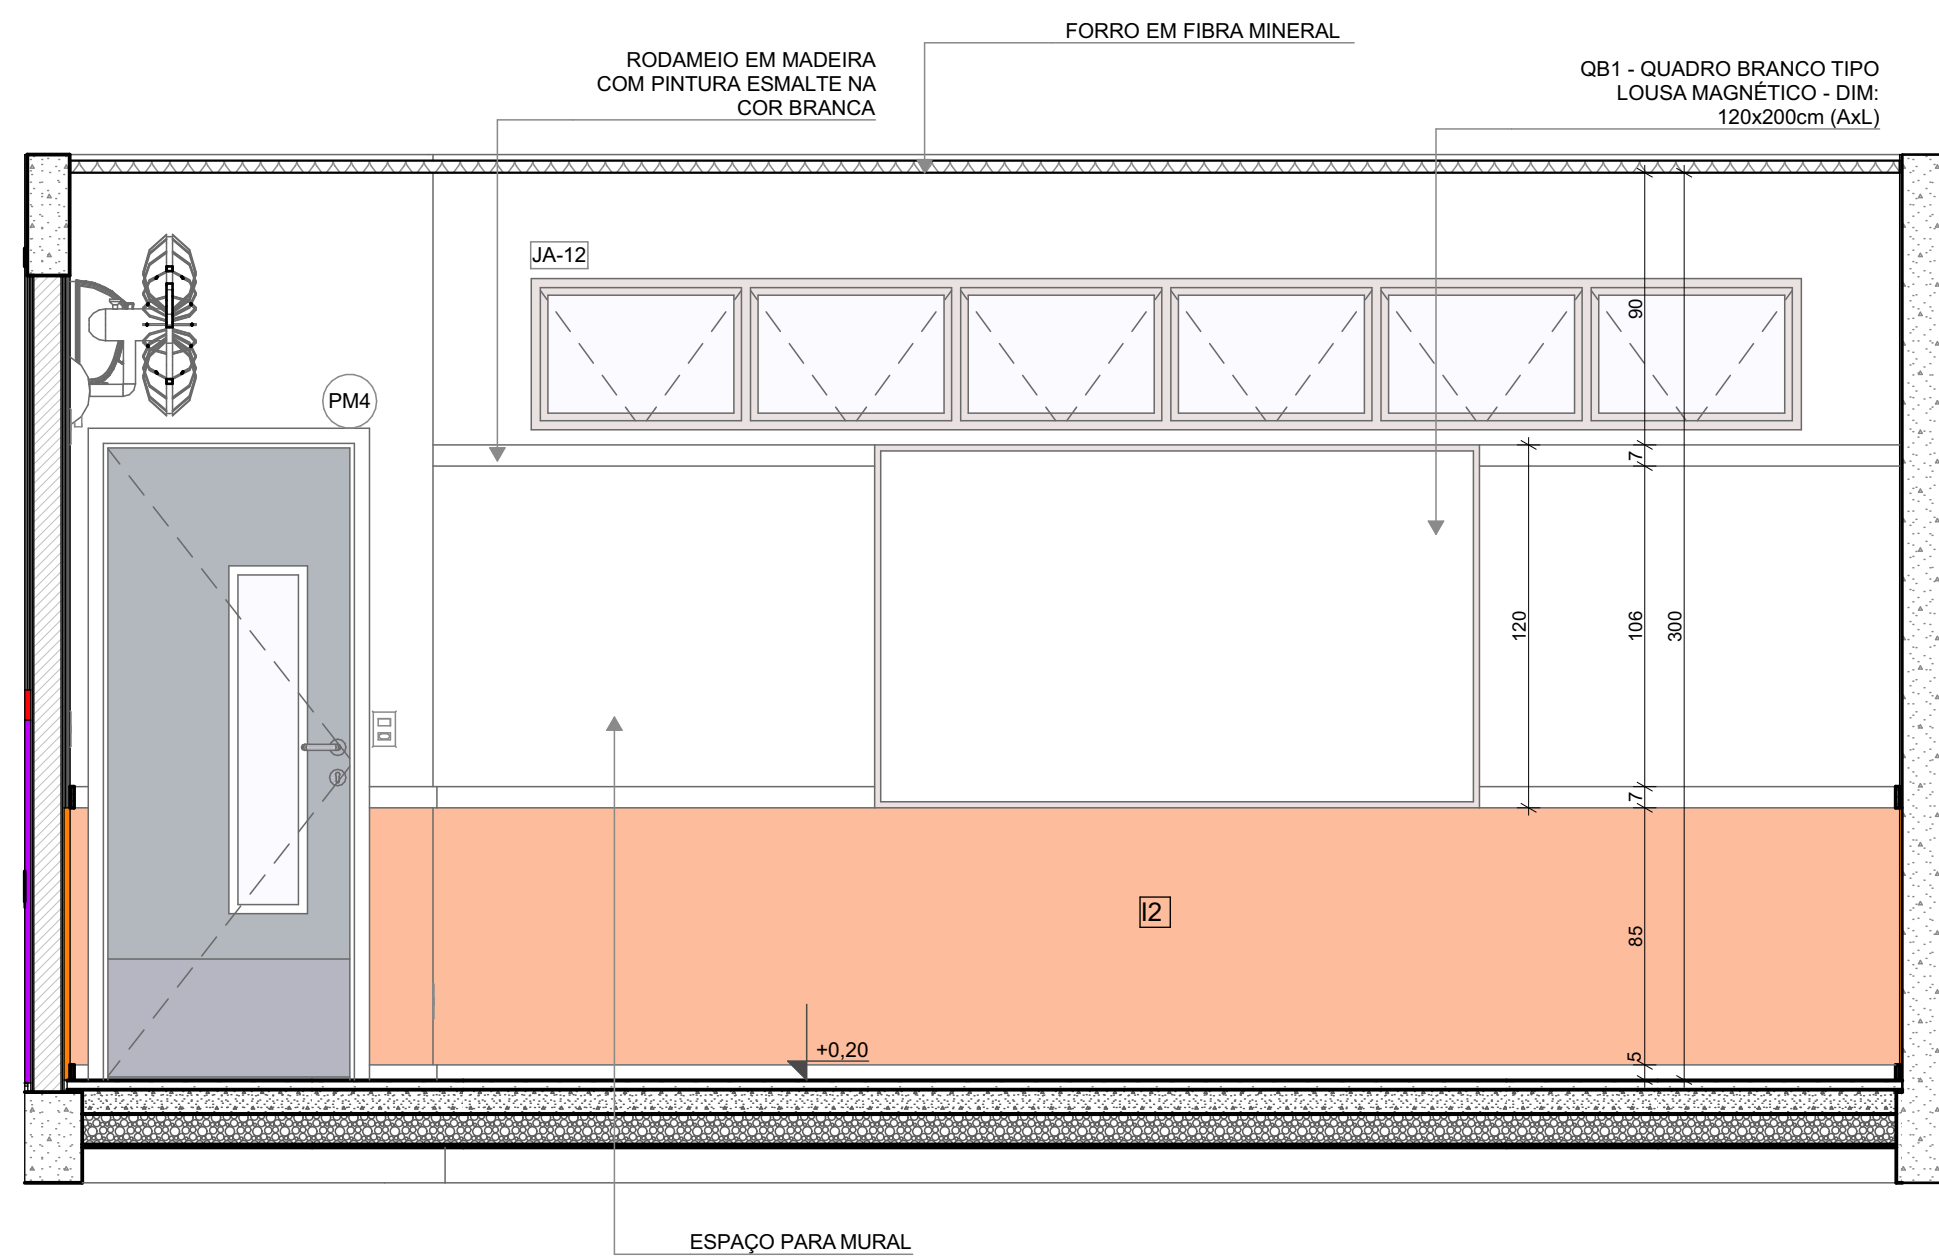 FORRO EM FIBRA MINERAL
RODAMEIO EM MADEIRA
COM PINTURA ESMALTE NA
COR BRANCA
QB1 - QUADRO BRANCO TIPO
LOUSA MAGNÉTICO - DIM:
120x200cm (AxL)
JA-12
90
PM4
7
120
106
300
7
I2
85
+0,20
5
ESPAÇO PARA MURAL